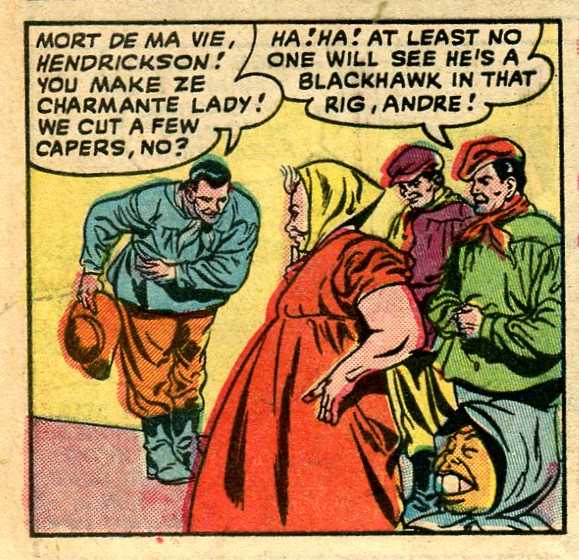 MORT DE MA VIE,
HENDRICKSON!
YOU MAKE ZE
CHARMANTE LADY!
WE CUT A FEW
CAPERS, NO?
HA! HA! AT LEAST NO
ONE WILL SEE HE'S A
BLACKHAWK IN THAT
RIG, ANDRE!